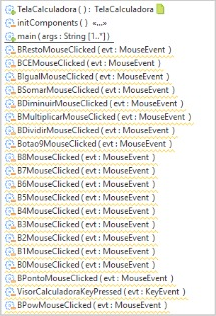 TelaCalculadora ( ) : TelaCalculadora
initComponents ( ) «...»
main ( args : String [1..*] )
BRestoMouseClicked ( evt : MouseEvent )
BCEMouseClicked ( evt : MouseEvent )
BIgualMouseClicked ( evt : MouseEvent )
BSomarMouseClicked ( evt : MouseEvent )
BDiminuirMouseClicked ( evt : MouseEvent )
BMultiplicarMouseClicked ( evt : MouseEvent )
BDividirMouseClicked ( evt : MouseEvent )
Botao9MouseClicked ( evt : MouseEvent )
B8MouseClicked ( evt : MouseEvent )
B7MouseClicked ( evt : MouseEvent )
B6MouseClicked ( evt : MouseEvent )
B5MouseClicked ( evt : MouseEvent )
B4MouseClicked ( evt : MouseEvent )
B3MouseClicked ( evt : MouseEvent )
B2MouseClicked ( evt : MouseEvent )
B1MouseClicked ( evt : MouseEvent )
B0MouseClicked ( evt : MouseEvent )
BPontoMouseClicked ( evt : MouseEvent )
VisorCalculadoraKeyPressed ( evt : KeyEvent )
BPowMouseClicked ( evt : MouseEvent )